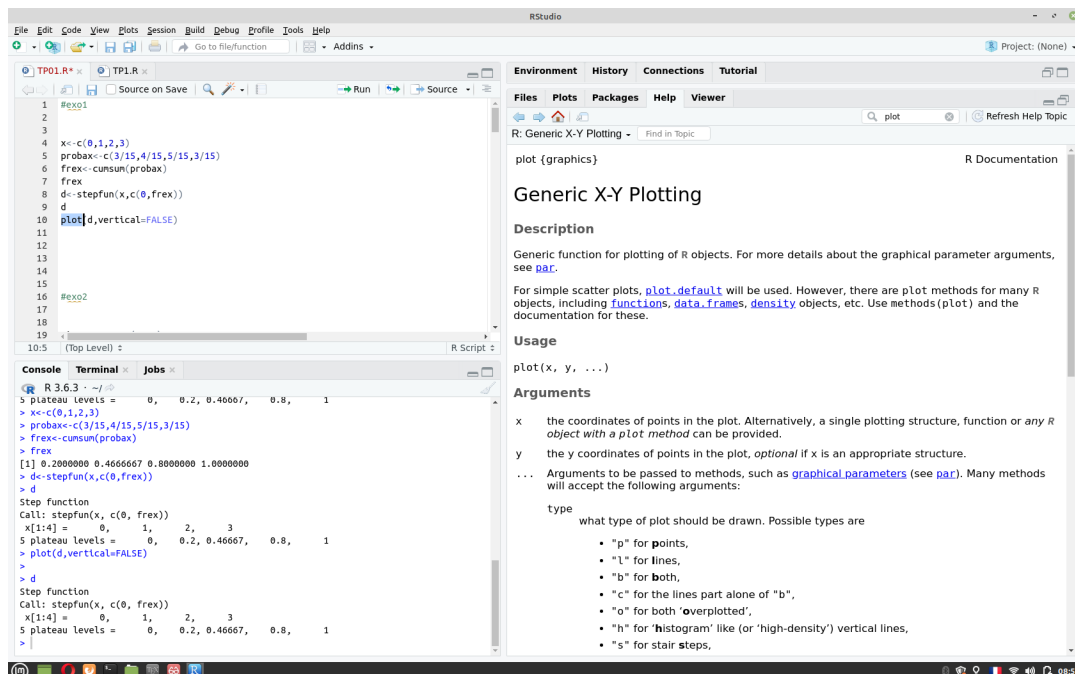 RStudio
File Edit Code View Plots Session Build Debug Profile Tools Help
Go to file/function Addins Project: (None)
TP01.R* × TP1.R ×
Source on Save Run Source
1 #exo1
2
3
4 x<-c(0,1,2,3)
5 probax<-c(3/15,4/15,5/15,3/15)
6 frex<-cumsum(probax)
7 frex
8 d<-stepfun(x,c(0,frex))
9 d
10 plot(d,vertical=FALSE)
11
12
13
14
15
16 #exo2
17
18
19
10:5 (Top Level) R Script
Console Terminal × Jobs ×
R 3.6.3 · ~/
5 plateau levels = 0, 0.2, 0.46667, 0.8, 1
> x<-c(0,1,2,3)
> probax<-c(3/15,4/15,5/15,3/15)
> frex<-cumsum(probax)
> frex
[1] 0.2000000 0.4666667 0.8000000 1.0000000
> d<-stepfun(x,c(0,frex))
> d
Step function
Call: stepfun(x, c(0, frex))
x[1:4] = 0, 1, 2, 3
5 plateau levels = 0, 0.2, 0.46667, 0.8, 1
> plot(d,vertical=FALSE)
>
> d
Step function
Call: stepfun(x, c(0, frex))
x[1:4] = 0, 1, 2, 3
5 plateau levels = 0, 0.2, 0.46667, 0.8, 1
>
Environment History Connections Tutorial
Files Plots Packages Help Viewer
plot Refresh Help Topic
R: Generic X-Y Plotting Find in Topic
plot {graphics} R Documentation
Generic X-Y Plotting
Description
Generic function for plotting of R objects. For more details about the graphical parameter arguments,
see par.
For simple scatter plots, plot.default will be used. However, there are plot methods for many R
objects, including functions, data.frames, density objects, etc. Use methods(plot) and the
documentation for these.
Usage
plot(x, y, ...)
Arguments
x the coordinates of points in the plot. Alternatively, a single plotting structure, function or any R
object with a plot method can be provided.
y the y coordinates of points in the plot, optional if x is an appropriate structure.
... Arguments to be passed to methods, such as graphical parameters (see par). Many methods
will accept the following arguments:
type
what type of plot should be drawn. Possible types are
• "p" for points,
• "l" for lines,
• "b" for both,
• "c" for the lines part alone of "b",
• "o" for both ‘overplotted’,
• "h" for ‘histogram’ like (or ‘high-density’) vertical lines,
• "s" for stair steps,